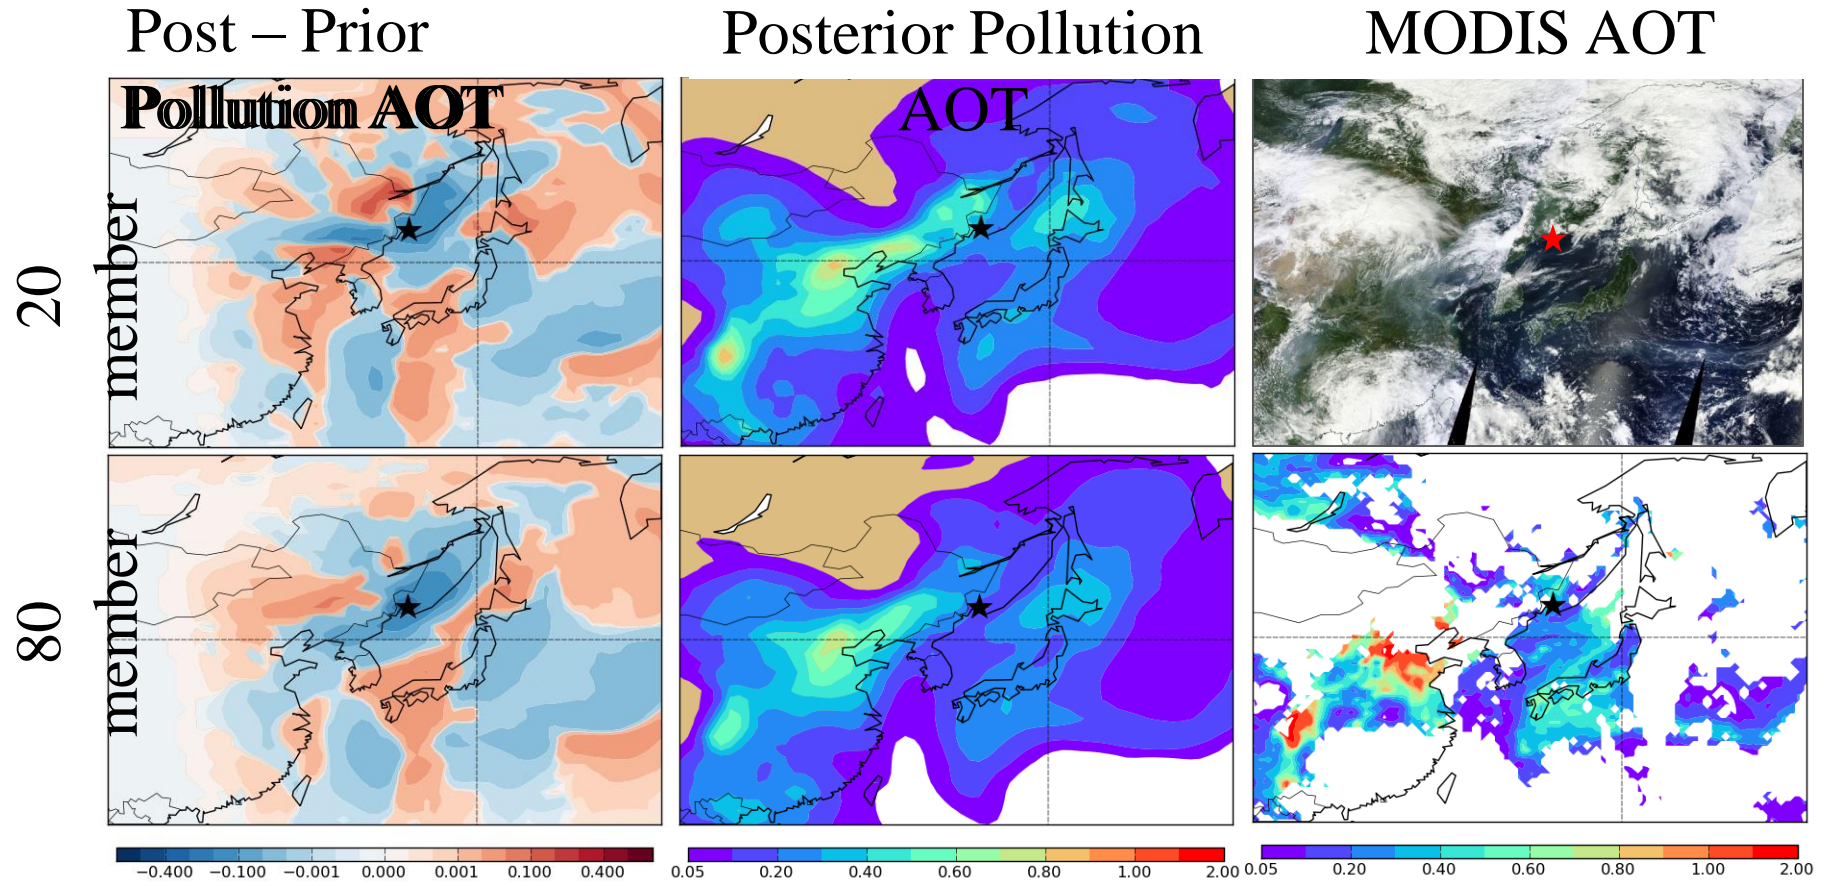 Post – Prior
Pollution AOT
Posterior Pollution
AOT
MODIS AOT
20
member
80
member
−0.400 −0.100 −0.001 0.000 0.001 0.100 0.400
0.05 0.20 0.40 0.60 0.80 1.00 2.00
0.05 0.20 0.40 0.60 0.80 1.00 2.00